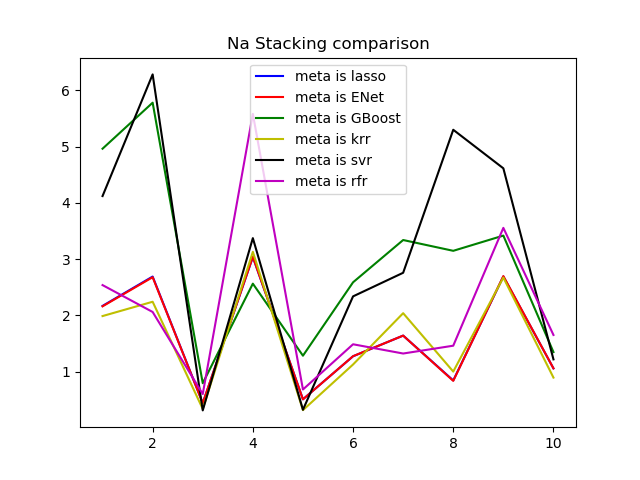 Na Stacking comparison
meta is lasso
meta is ENet
meta is GBoost
meta is krr
meta is svr
meta is rfr
6
5
4
3
2
1
2 4 6 8 10